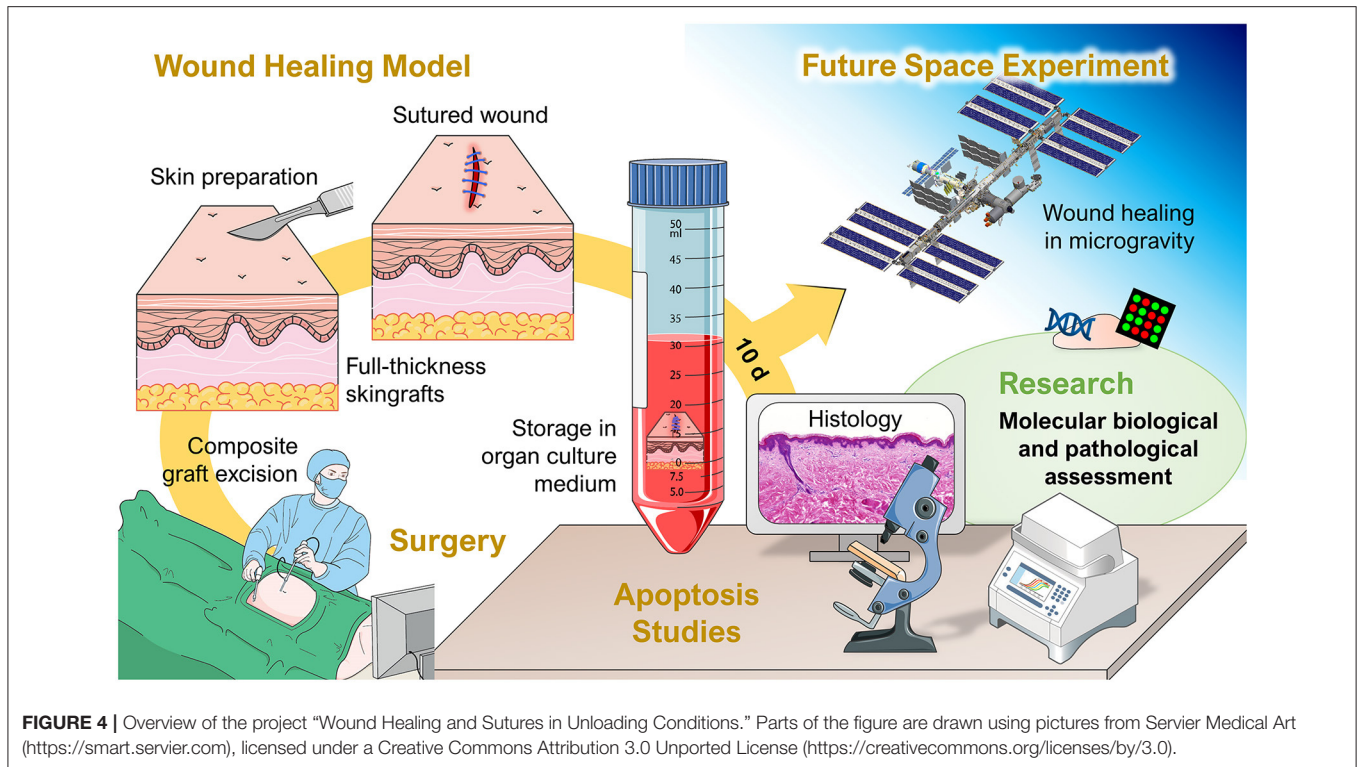 Wound Healing Model
Future Space Experiment
Sutured wound
Skin preparation
Full-thickness
skingrafts
Composite
graft excision
Surgery
50
ml
45
40
35
30
25
20
15
0
7.5
5.0
Storage in
organ culture
medium
10 d
Wound healing
in microgravity
Research
Molecular biological
and pathological
assessment
Histology
Apoptosis
Studies
FIGURE 4 | Overview of the project “Wound Healing and Sutures in Unloading Conditions.” Parts of the figure are drawn using pictures from Servier Medical Art
(https://smart.servier.com), licensed under a Creative Commons Attribution 3.0 Unported License (https://creativecommons.org/licenses/by/3.0).